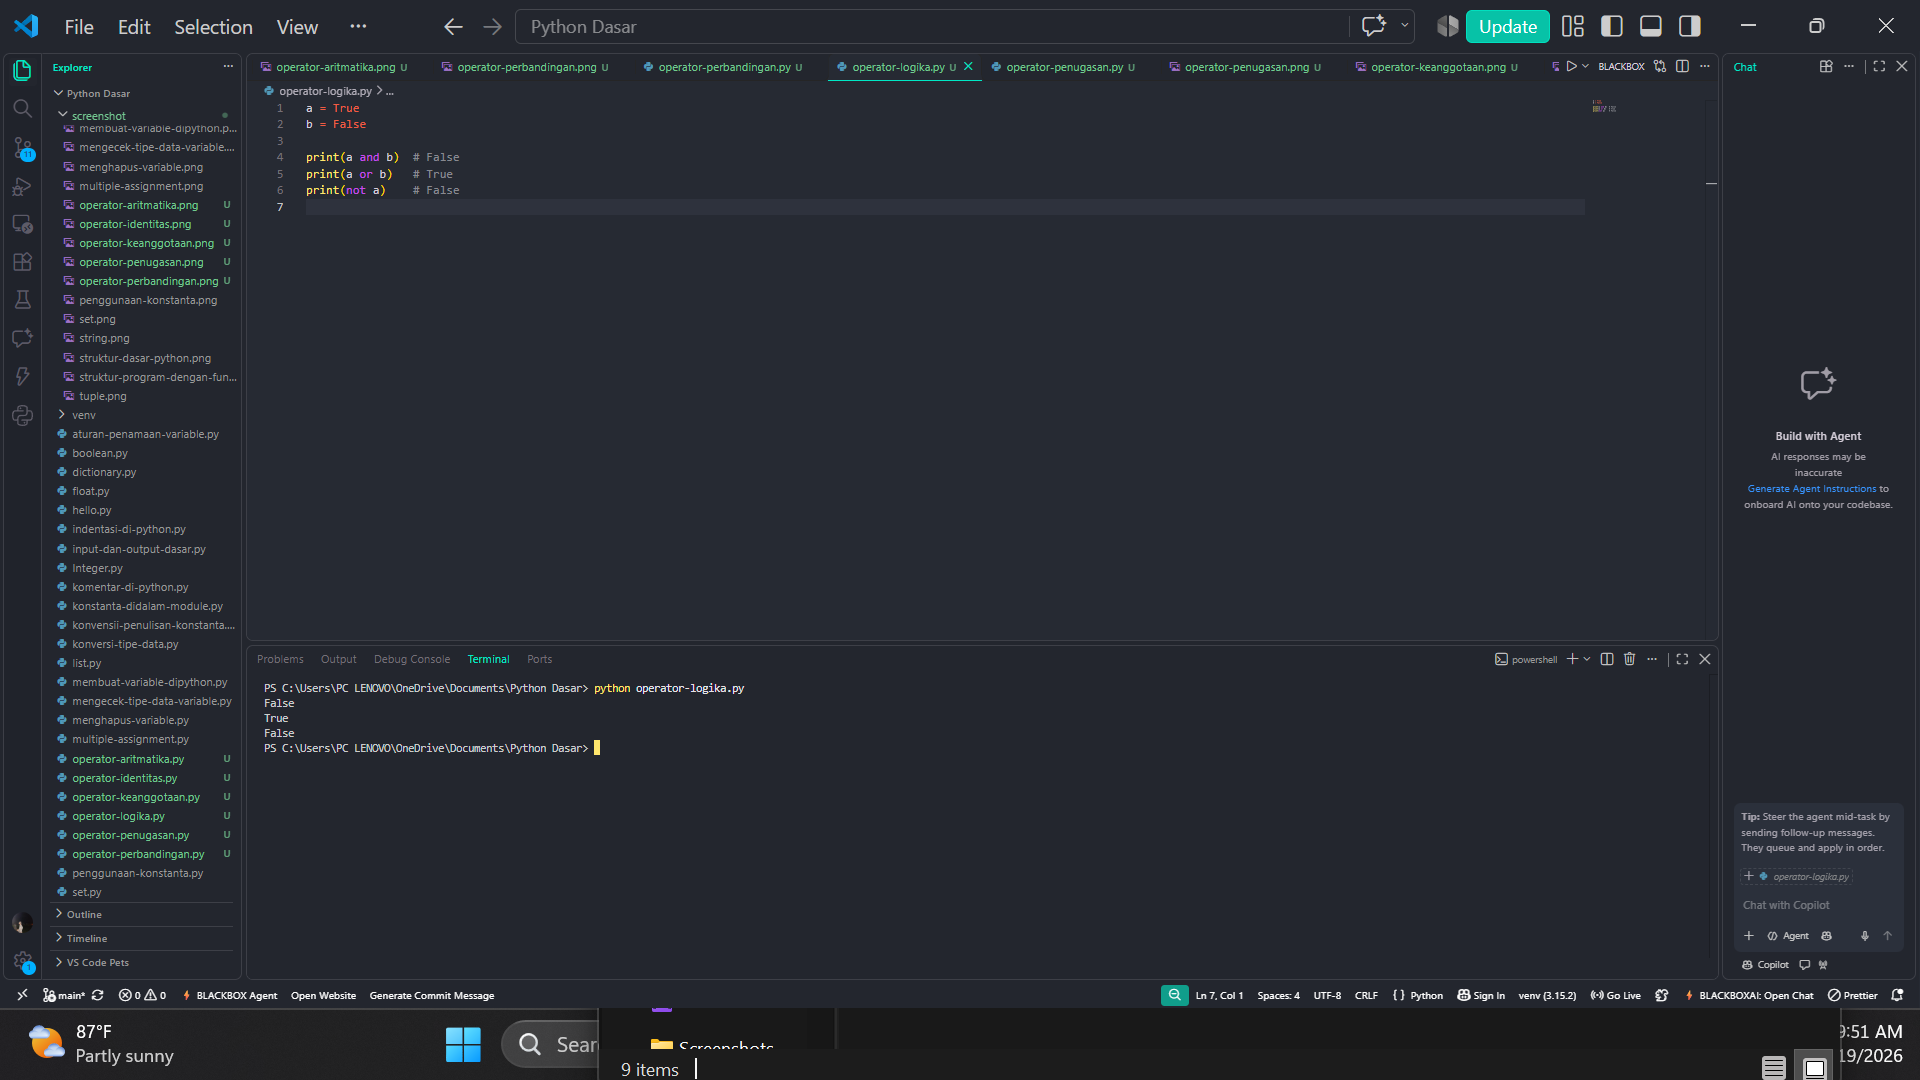 File Edit Selection View ··· Python Dasar Update
Explorer
Python Dasar
screenshot
membuat-variable-dipython.p...
mengecek-tipe-data-variable....
menghapus-variable.png
multiple-assignment.png
operator-aritmatika.png U
operator-identitas.png U
operator-keanggotaan.png U
operator-penugasan.png U
operator-perbandingan.png U
penggunaan-konstanta.png
set.png
string.png
struktur-dasar-python.png
struktur-program-dengan-fun...
tuple.png
venv
aturan-penamaan-variable.py
boolean.py
dictionary.py
float.py
hello.py
indentasi-di-python.py
input-dan-output-dasar.py
Integer.py
komentar-di-python.py
konstanta-didalam-module.py
konvensii-penulisan-konstanta....
konversi-tipe-data.py
list.py
membuat-variable-dipython.py
mengecek-tipe-data-variable.py
menghapus-variable.py
multiple-assignment.py
operator-aritmatika.py U
operator-identitas.py U
operator-keanggotaan.py U
operator-logika.py U
operator-penugasan.py U
operator-perbandingan.py U
penggunaan-konstanta.py
set.py
Outline
Timeline
VS Code Pets
11
1
operator-aritmatika.png U operator-perbandingan.png U operator-perbandingan.py U operator-logika.py U operator-penugasan.py U operator-penugasan.png U operator-keanggotaan.png U BLACKBOX
operator-logika.py > ...
1 a = True
2 b = False
3
4 print(a and b) # False
5 print(a or b) # True
6 print(not a) # False
7
Problems Output Debug Console Terminal Ports powershell
PS C:\Users\PC LENOVO\OneDrive\Documents\Python Dasar> python operator-logika.py
False
True
False
PS C:\Users\PC LENOVO\OneDrive\Documents\Python Dasar>
Chat
Build with Agent
AI responses may be
inaccurate
Generate Agent Instructions to
onboard AI onto your codebase.
Tip: Steer the agent mid-task by
sending follow-up messages.
They queue and apply in order.
operator-logika.py
Chat with Copilot
Agent
Copilot
main* 0 0 BLACKBOX Agent Open Website Generate Commit Message Ln 7, Col 1 Spaces: 4 UTF-8 CRLF { } Python Sign In venv (3.15.2) Go Live BLACKBOXAI: Open Chat Prettier
87°F
Partly sunny
Sear
Screenshots
9 items
9:51 AM
19/2026